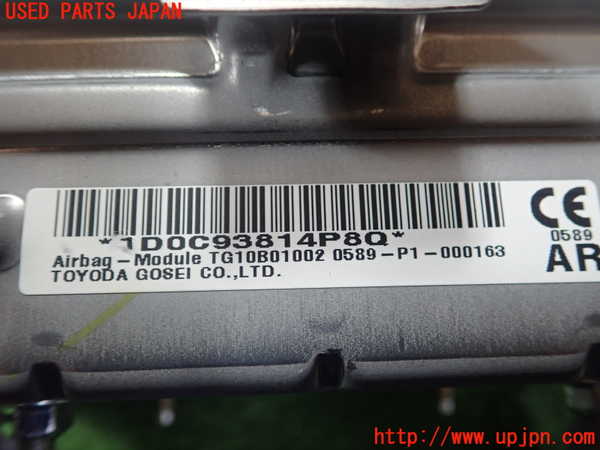 USED PARTS JAPAN
*1D0C93814P8Q*
Airbag-Module TG10B01002 0589-P1-000163
TOYODA GOSEI CO.,LTD.
CE
0589
AR
http://www.upjpn.com/